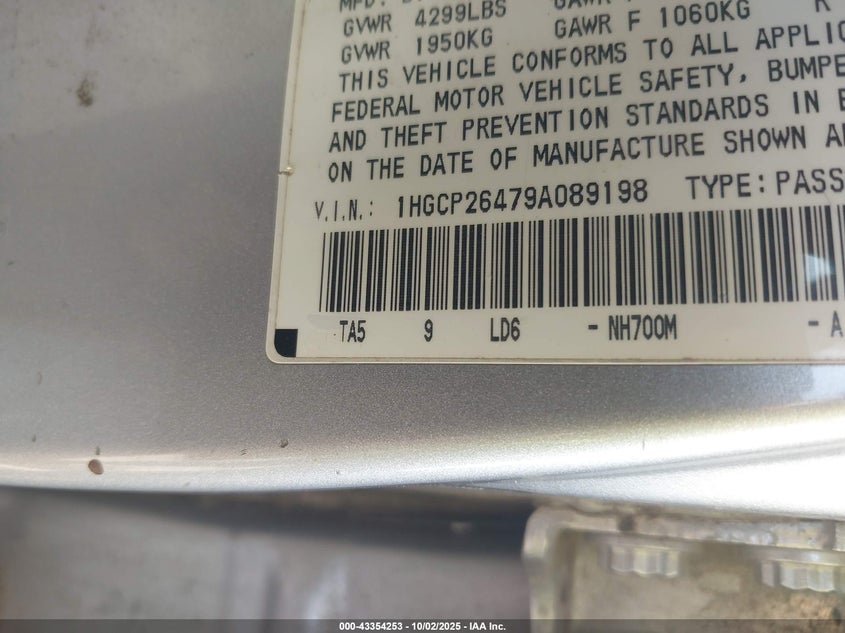 GVWR 4299LBS
GVWR 1950KG GAWR F 1060KG R
THIS VEHICLE CONFORMS TO ALL
FEDERAL MOTOR VEHICLE SAFETY,
AND THEFT PREVENTION STANDARDS IN
ON THE DATE OF MANUFACTURE SHOWN
V.I.N.: 1HGCP26479A089198 TYPE:PASS
TA5 9 LD6 -NH700M -A
000-43354253 - 10/02/2025 - IAA Inc.